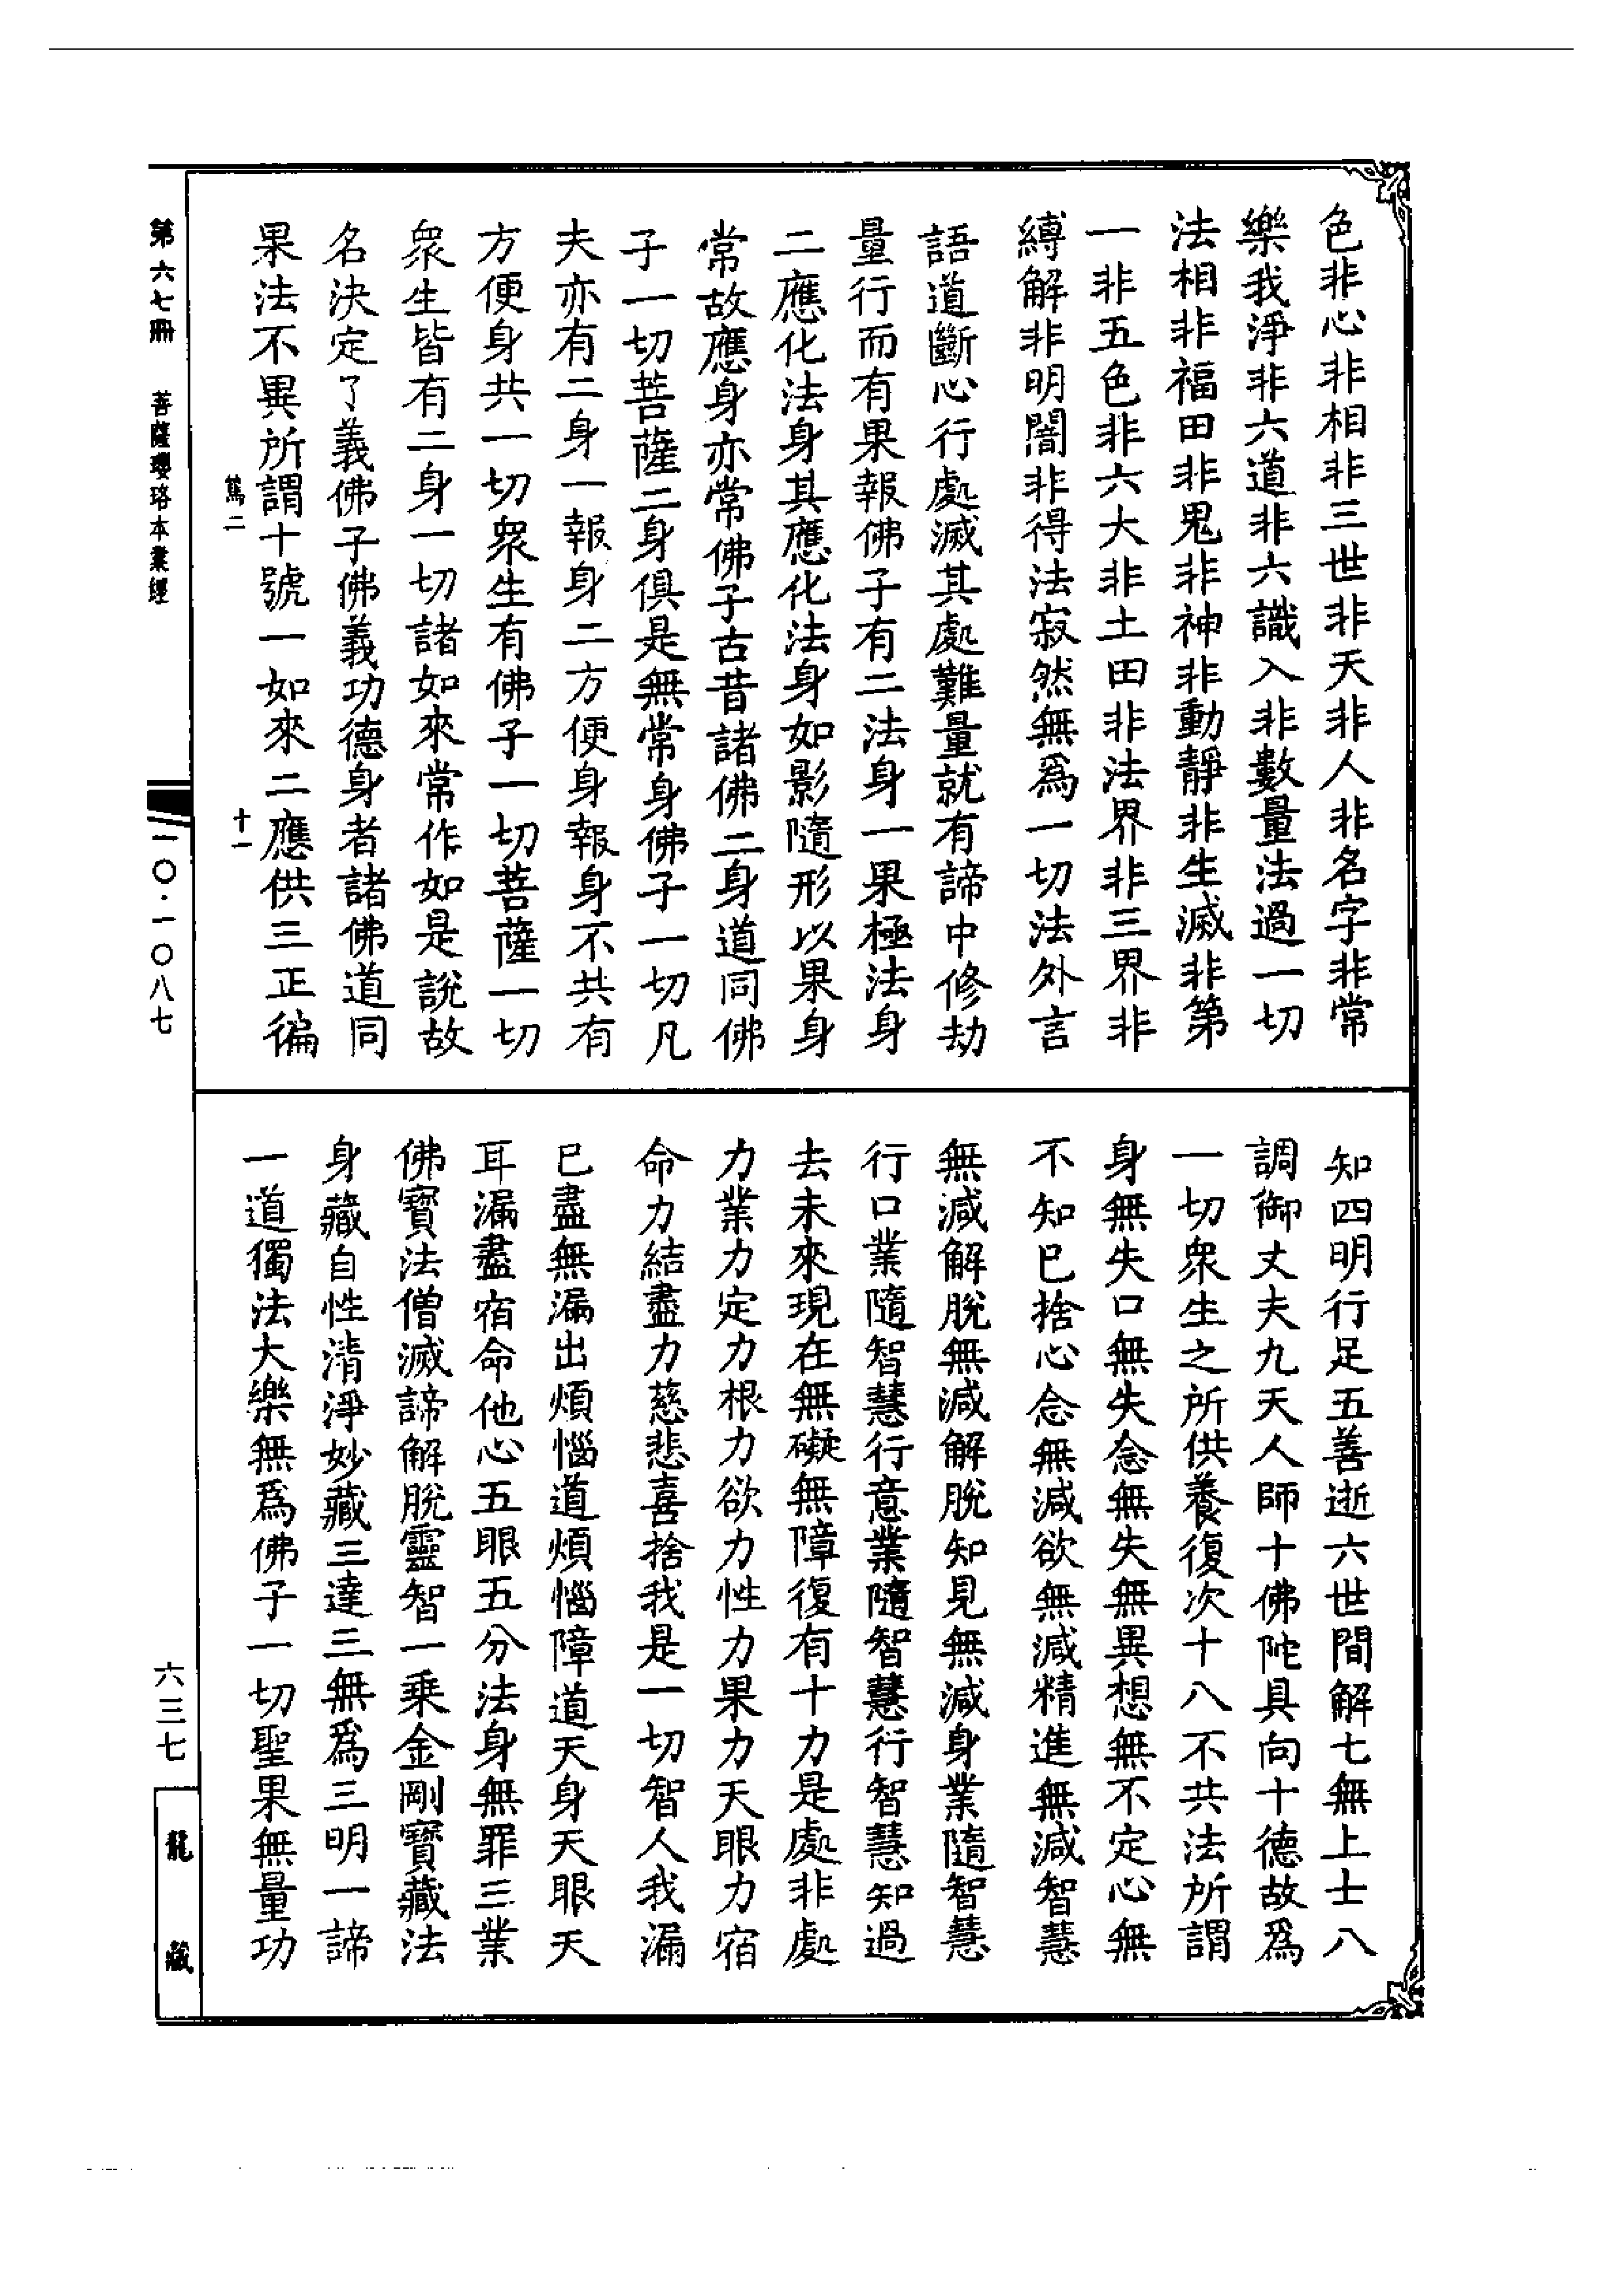 色非心非相非三世非天非人非名字非常
樂我淨非六道非六識入非數量法過一切
法相非福田非鬼非神非動靜非生滅非第
一非五色非六大非土田非法界非三界非
縛解非明闇非得法寂然無爲一切法外言
語道斷心行處滅其處難量就有諦中修劫
量行而有果報佛子有二法身一果極法身
二應化法身其應化法身如影隨形以果身
常故應身亦常佛子古昔諸佛二身道同佛
子一切菩薩二身俱是無常身佛子一切凡
夫亦有二身一報身二方便身報身不共有
方便身共一切衆生有佛子一切菩薩一切
衆生皆有二身一切諸如來常作如是說故
名決定了義佛子佛義功德身者諸佛道同
果法不異所謂十號一如來二應供三正徧
知四明行足五善逝六世間解七無上士八
調御丈夫九天人師十佛陀具向十德故爲
一切衆生之所供養復次十八不共法所謂
身無失口無失念無失無異想無不定心無
不知已捨心念無減欲無減精進無減智慧
無減解脫無減解脫知見無減身業隨智慧
行口業隨智慧行意業隨智慧行智慧知過
去未來現在無礙無障復有十力是處非處
力業力定力根力欲力性力果力天眼力宿
命力結盡力慈悲喜捨我是一切智人我漏
已盡無漏出煩惱道煩惱障道天身天眼天
耳漏盡宿命他心五眼五分法身無罪三業
佛寶法僧滅諦解脫靈智一乘金剛寶藏法
身藏自性清淨妙藏三達三無爲三明一諦
一道獨法大樂無爲佛子一切聖果無量功
篤二
十一
第六七冊 菩薩瓔珞本業經
一〇·一〇八七
六三七
龍藏